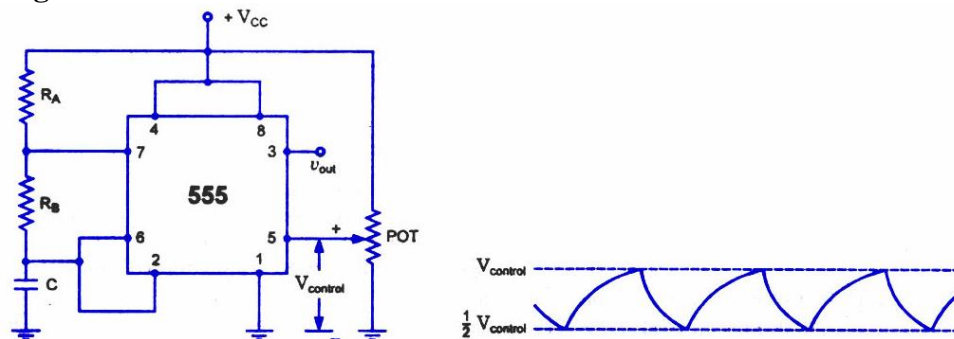 + V_CC
R_A
4
8
7
3
v_out
R_B
555
6
5
+
POT
2
1
C
V_control
–
V_control
1/2 V_control